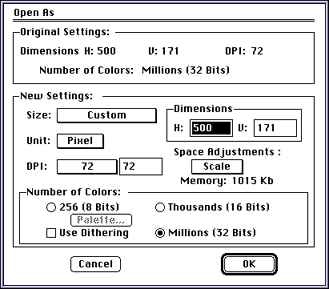 Open As
Original Settings:
Dimensions H: 500 V: 171 DPI: 72
Number of Colors: Millions (32 Bits)
New Settings:
Size: Custom
Dimensions
H: 500 V: 171
Unit: Pixel
Space Adjustments :
DPI: 72 72
Scale
Memory: 1015 Kb
Number of Colors:
256 (8 Bits) Thousands (16 Bits)
Palette...
Use Dithering Millions (32 Bits)
Cancel OK